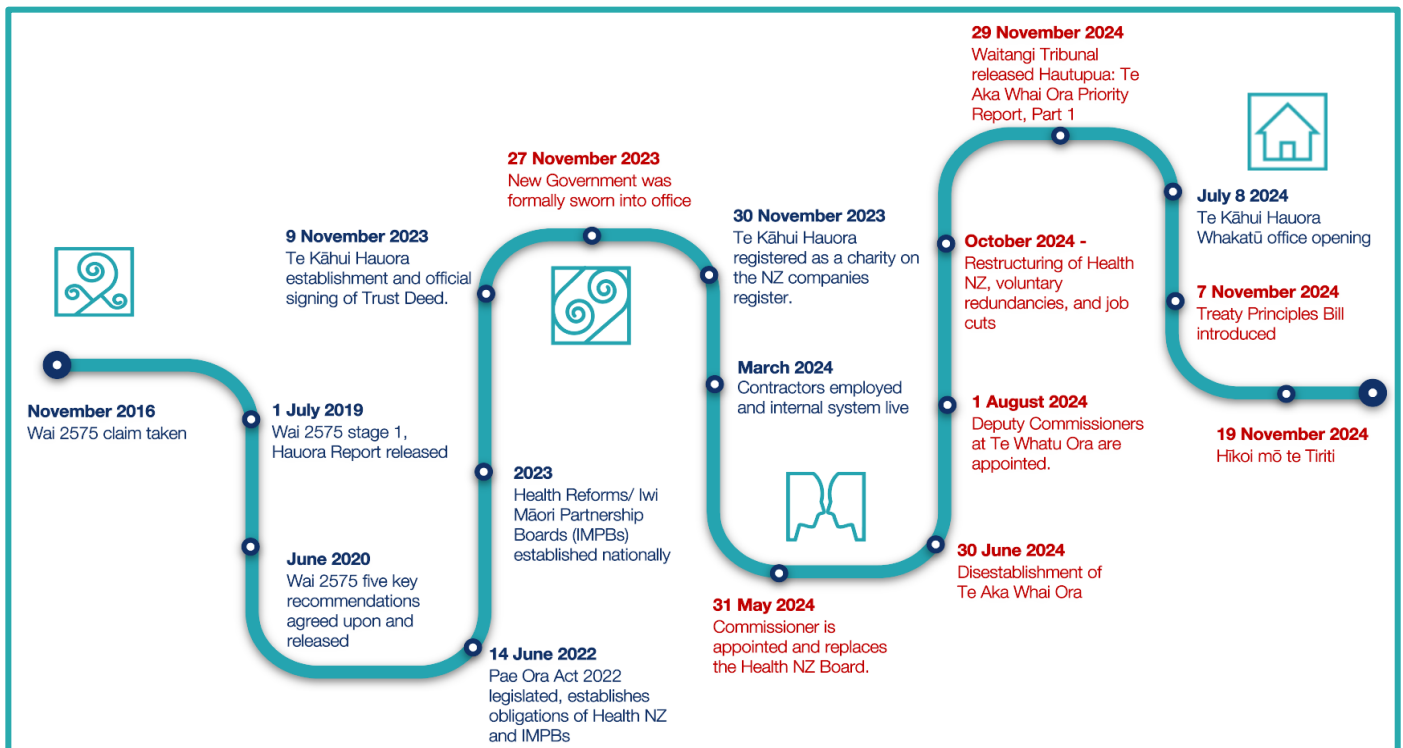 November 2016
Wai 2575 claim taken
1 July 2019
Wai 2575 stage 1,
Hauora Report released
June 2020
Wai 2575 five key
recommendations
agreed upon and
released
14 June 2022
Pae Ora Act 2022
legislated, establishes
obligations of Health NZ
and IMPBs
2023
Health Reforms/ Iwi
Māori Partnership
Boards (IMPBs)
established nationally
9 November 2023
Te Kāhui Hauora
establishment and official
signing of Trust Deed.
27 November 2023
New Government was
formally sworn into office
30 November 2023
Te Kāhui Hauora
registered as a charity on
the NZ companies
register.
March 2024
Contractors employed
and internal system live
31 May 2024
Commissioner is
appointed and replaces
the Health NZ Board.
30 June 2024
Disestablishment of
Te Aka Whai Ora
1 August 2024
Deputy Commissioners
at Te Whatu Ora are
appointed.
October 2024 -
Restructuring of Health
NZ, voluntary
redundancies, and job
cuts
29 November 2024
Waitangi Tribunal
released Hautupua: Te
Aka Whai Ora Priority
Report, Part 1
July 8 2024
Te Kāhui Hauora
Whakatū office opening
7 November 2024
Treaty Principles Bill
introduced
19 November 2024
Hīkoi mō te Tiriti